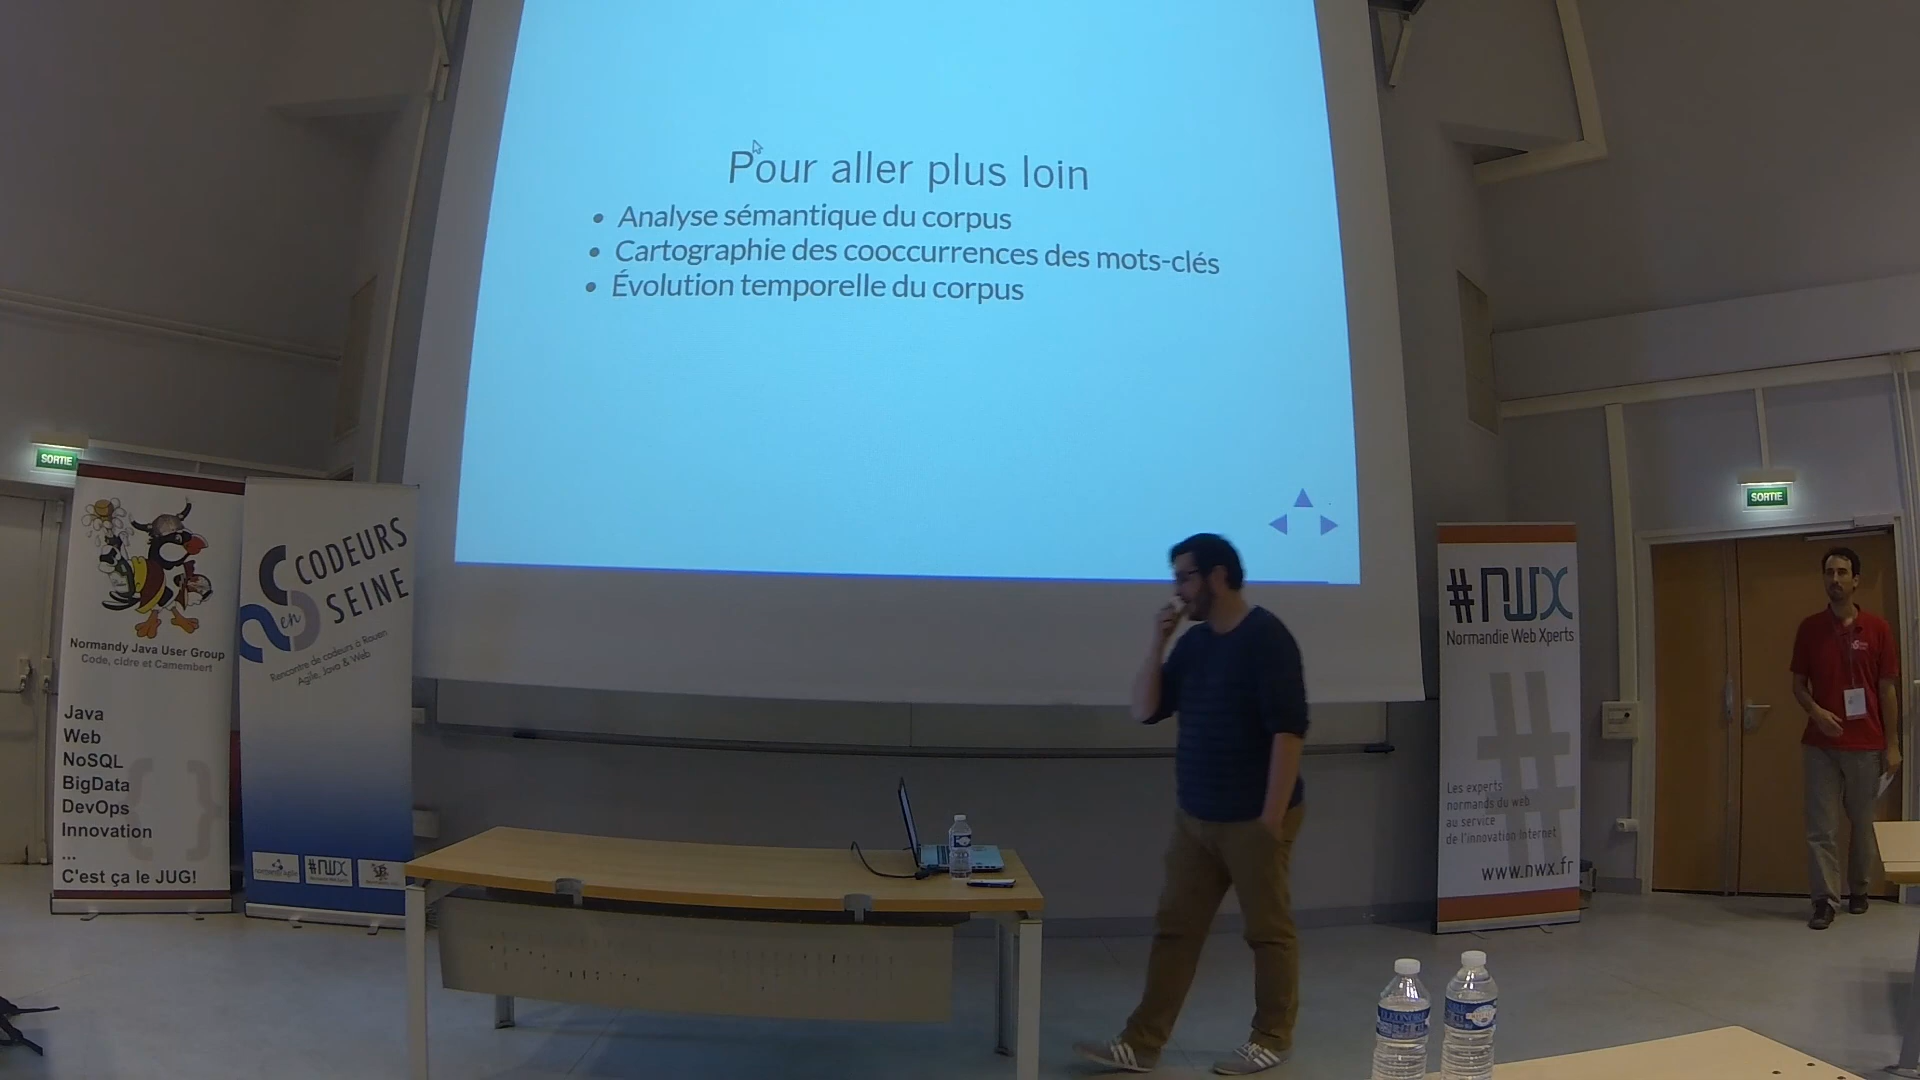 Pour aller plus loin
• Analyse sémantique du corpus
• Cartographie des cooccurrences des mots-clés
• Évolution temporelle du corpus
SORTIE
Normandy Java User Group
Code, cidre et Camembert
Java
Web
NoSQL
BigData
DevOps
Innovation
...
C'est ça le JUG!
CODEURS
en
SEINE
Rencontre de codeurs à Rouen
Agile, Java & Web
#NWX
#NWX
Normandie Web Xperts
Les experts
normands du web
au service
de l'innovation Internet
www.nwx.fr
SORTIE